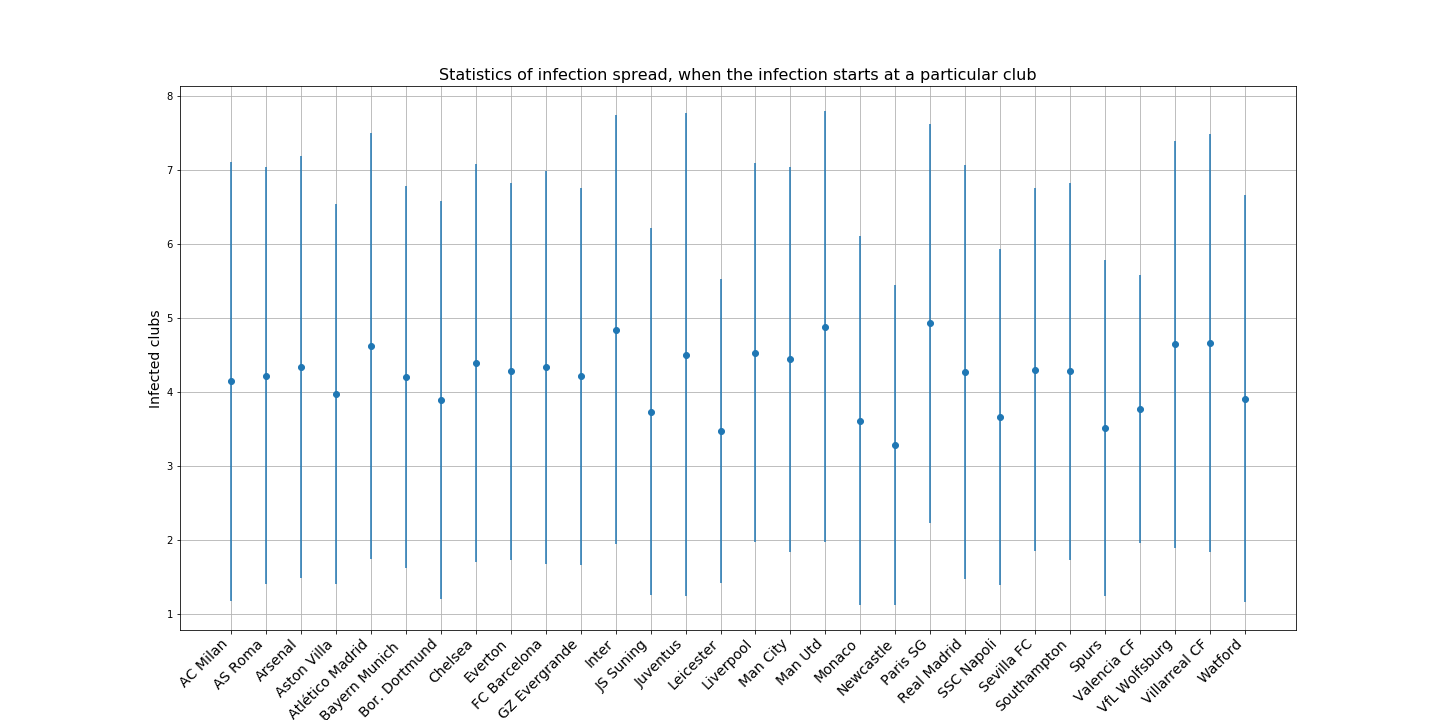 Statistics of infection spread, when the infection starts at a particular club
Infected clubs
8
7
6
5
4
3
2
1
AC Milan
AS Roma
Arsenal
Aston Villa
Atlético Madrid
Bayern Munich
Bor. Dortmund
Chelsea
Everton
FC Barcelona
GZ Evergrande
Inter
JS Suning
Juventus
Leicester
Liverpool
Man City
Man Utd
Monaco
Newcastle
Paris SG
Real Madrid
SSC Napoli
Sevilla FC
Southampton
Spurs
Valencia CF
VfL Wolfsburg
Villarreal CF
Watford